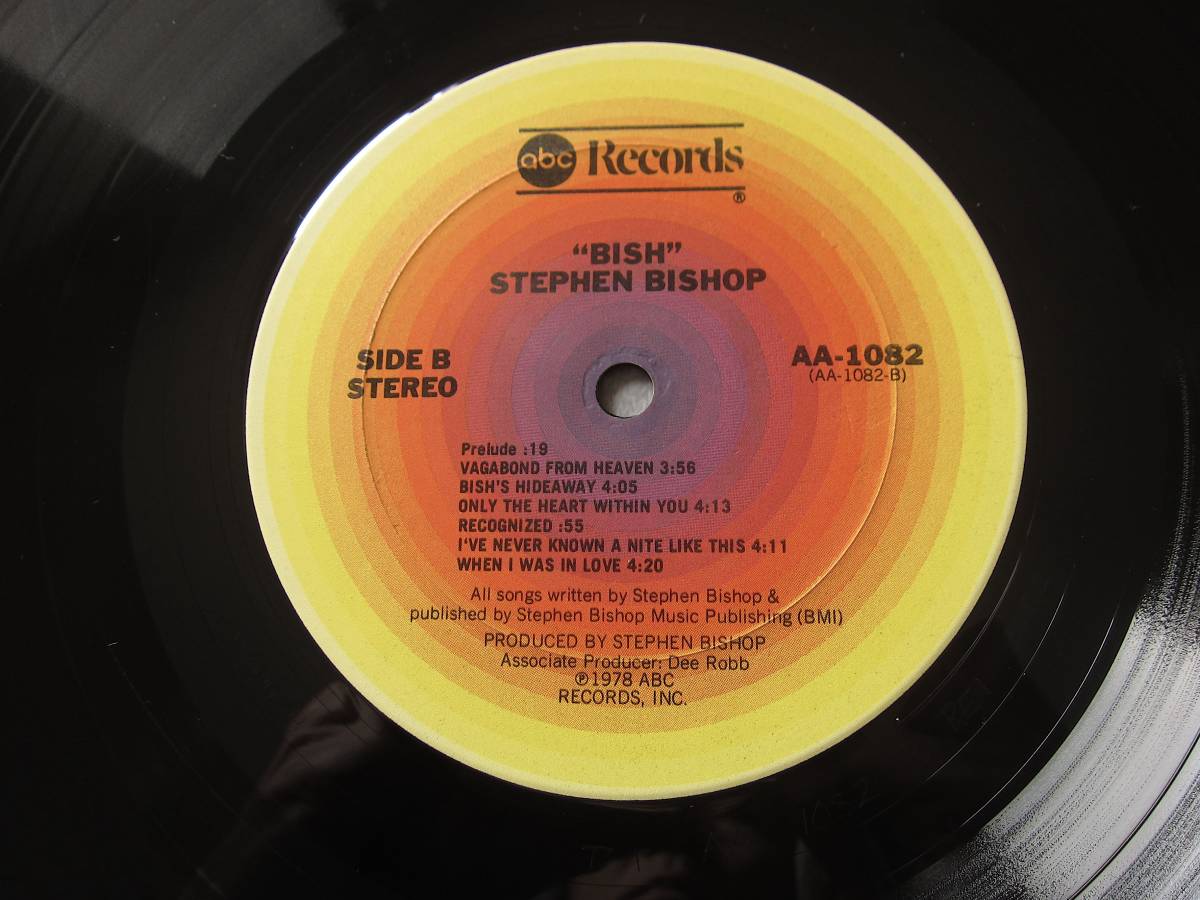 abc Records
®
"BISH"
STEPHEN BISHOP
SIDE B
STEREO
AA-1082
(AA-1082-B)
Prelude :19
VAGABOND FROM HEAVEN 3:56
BISH'S HIDEAWAY 4:05
ONLY THE HEART WITHIN YOU 4:13
RECOGNIZED :55
I'VE NEVER KNOWN A NITE LIKE THIS 4:11
WHEN I WAS IN LOVE 4:20
All songs written by Stephen Bishop &
published by Stephen Bishop Music Publishing (BMI)
PRODUCED BY STEPHEN BISHOP
Associate Producer: Dee Robb
℗1978 ABC
RECORDS, INC.